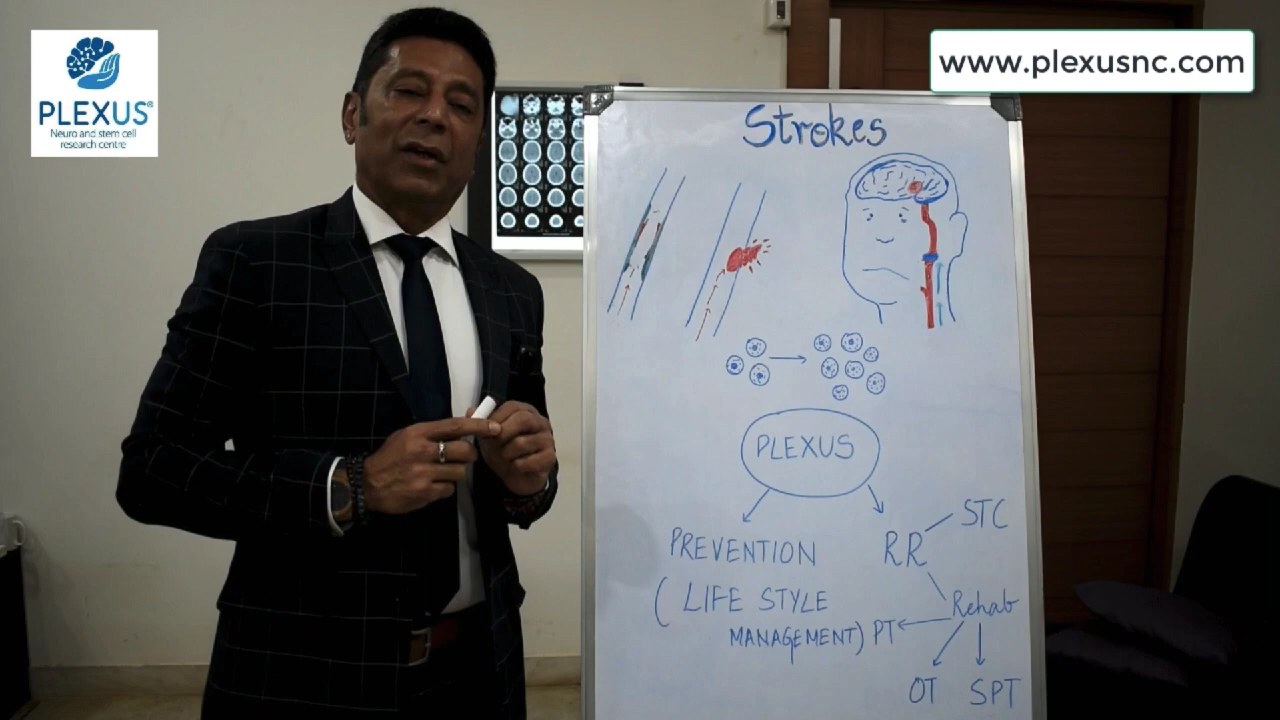 PLEXUS®
Neuro and stem cell
research centre
www.plexusnc.com
Strokes
PLEXUS
PREVENTION
(LIFE STYLE
MANAGEMENT)
RR
STC
Rehab
PT
OT
SPT